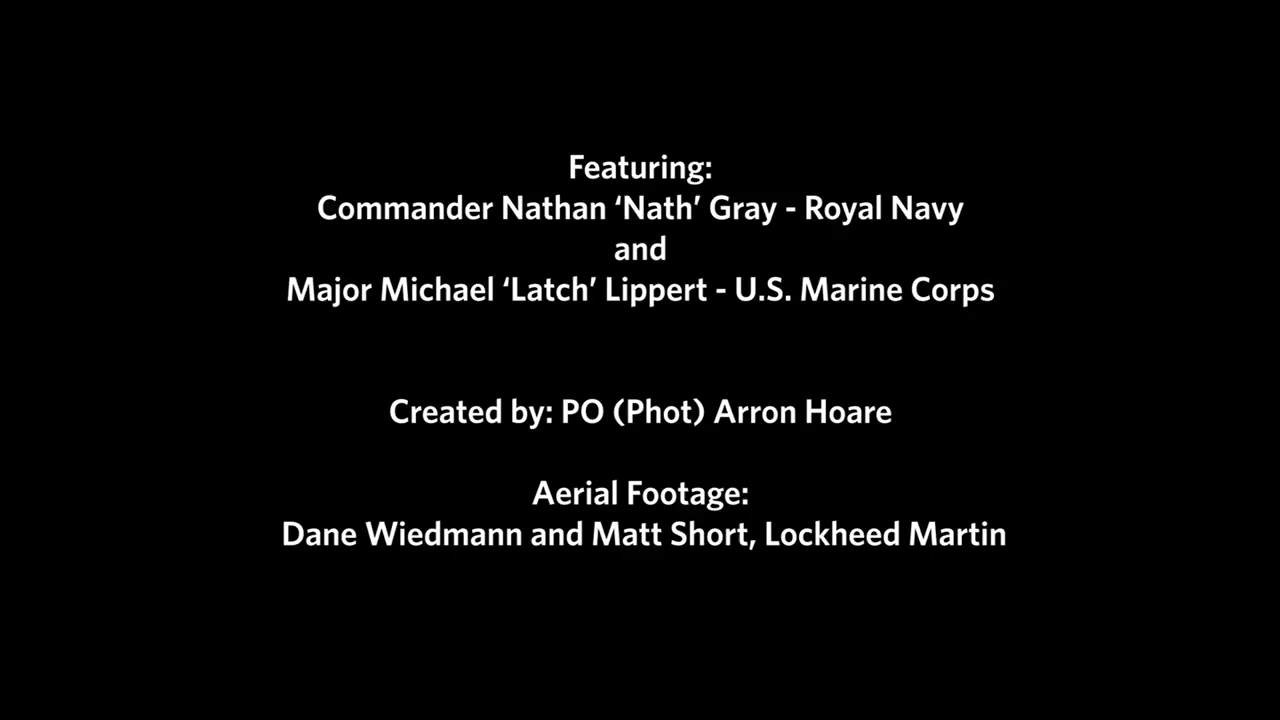 Featuring:
Commander Nathan ‘Nath’ Gray - Royal Navy
and
Major Michael ‘Latch’ Lippert - U.S. Marine Corps
Created by: PO (Phot) Arron Hoare
Aerial Footage:
Dane Wiedmann and Matt Short, Lockheed Martin